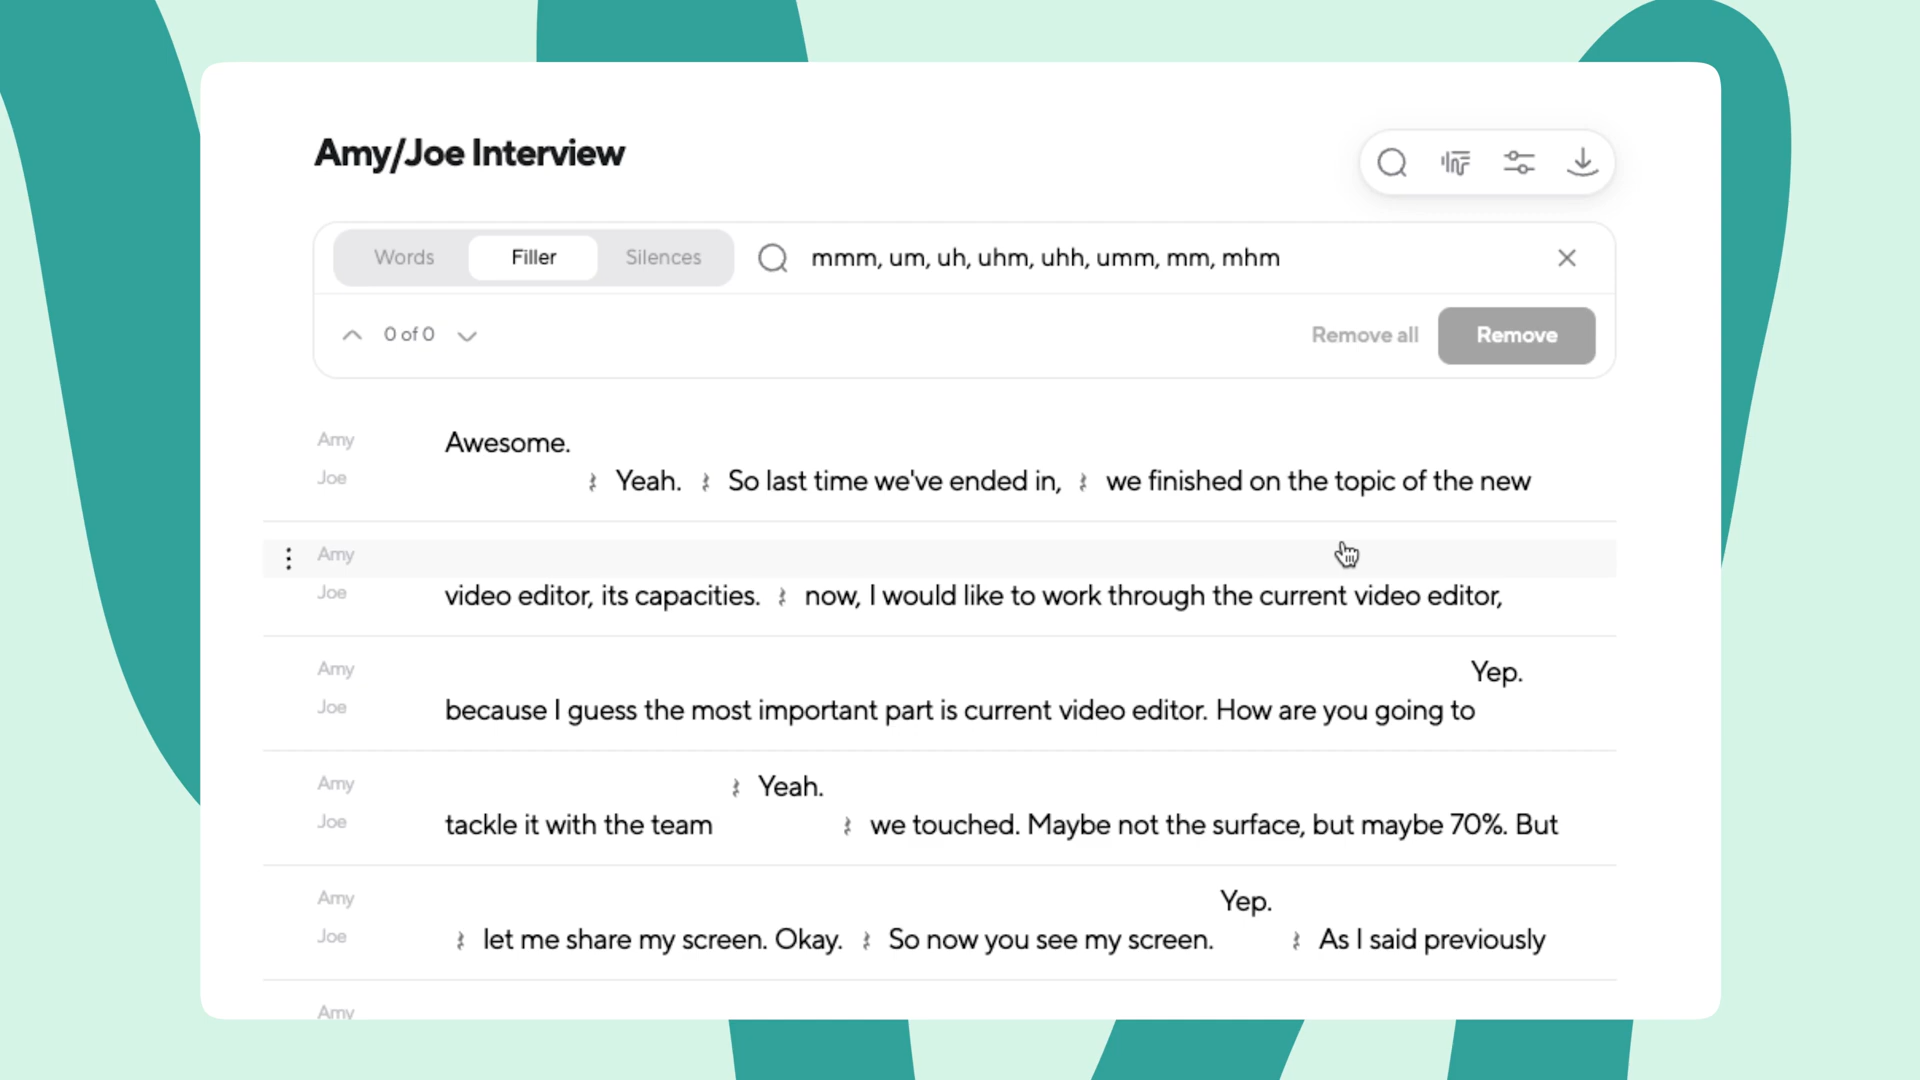 Amy/Joe Interview
Words Filler Silences mmm, um, uh, uhm, uhh, umm, mm, mhm
0 of 0 Remove all Remove
Amy Awesome.
Joe Yeah. So last time we've ended in, we finished on the topic of the new
Amy
Joe video editor, its capacities. now, I would like to work through the current video editor,
Amy Yep.
Joe because I guess the most important part is current video editor. How are you going to
Amy Yeah.
Joe tackle it with the team we touched. Maybe not the surface, but maybe 70%. But
Amy Yep.
Joe let me share my screen. Okay. So now you see my screen. As I said previously
Amy